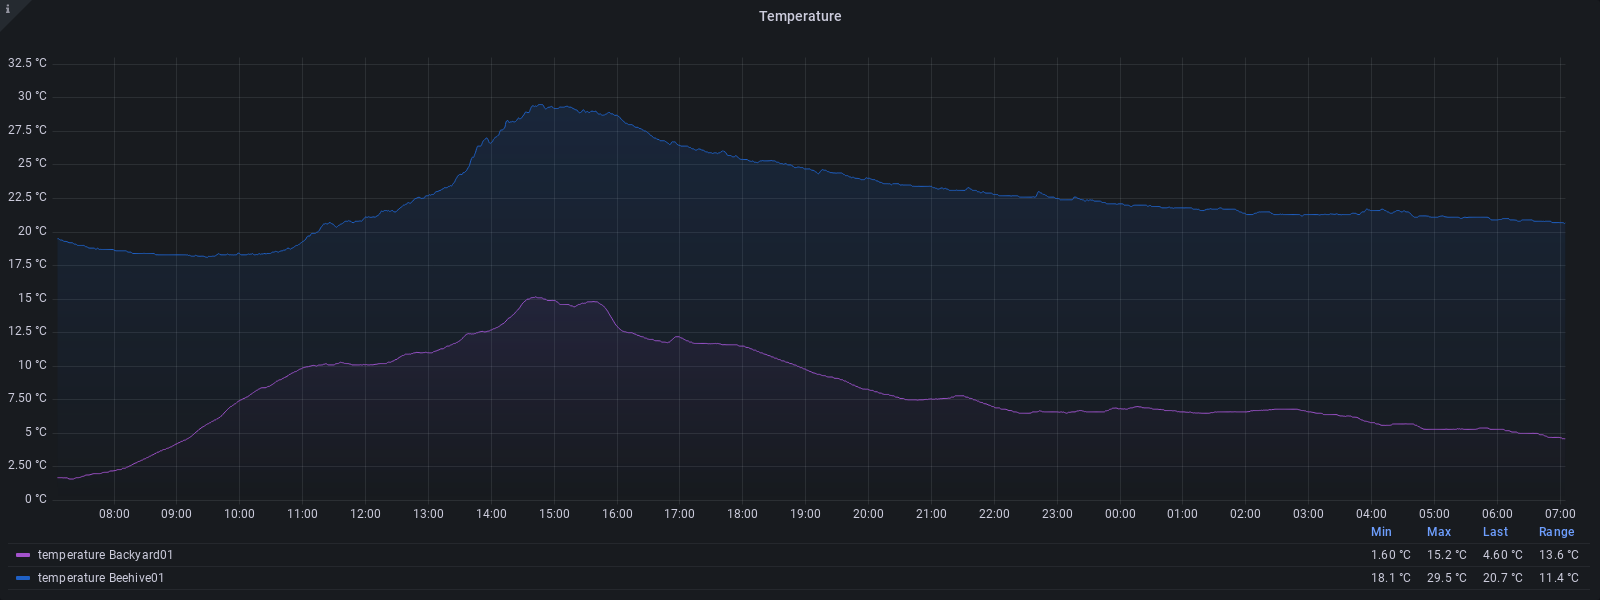 i
Temperature
32.5 °C
30 °C
27.5 °C
25 °C
22.5 °C
20 °C
17.5 °C
15 °C
12.5 °C
10 °C
7.50 °C
5 °C
2.50 °C
0 °C
08:00 09:00 10:00 11:00 12:00 13:00 14:00 15:00 16:00 17:00 18:00 19:00 20:00 21:00 22:00 23:00 00:00 01:00 02:00 03:00 04:00 05:00 06:00 07:00
Min Max Last Range
temperature Backyard01 1.60 °C 15.2 °C 4.60 °C 13.6 °C
temperature Beehive01 18.1 °C 29.5 °C 20.7 °C 11.4 °C